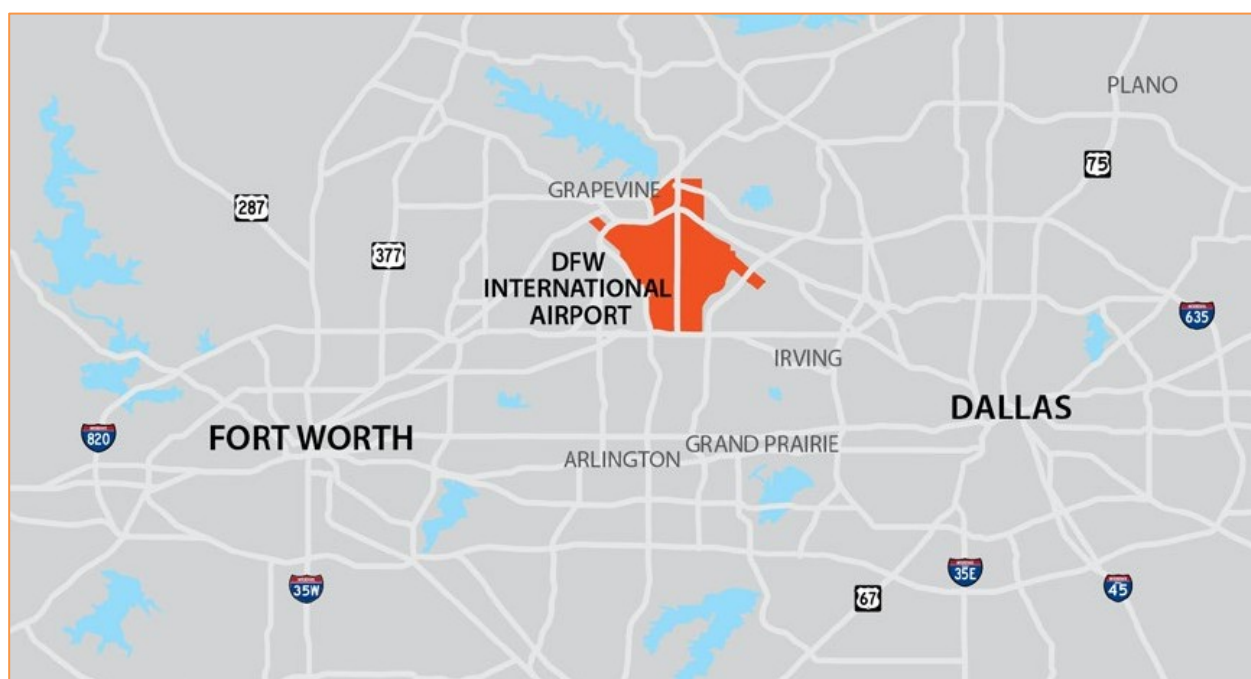 PLANO
75
GRAPEVINE
287
377
DFW
INTERNATIONAL
AIRPORT
635
IRVING
DALLAS
820
FORT WORTH
GRAND PRAIRIE
ARLINGTON
35W
67
35E
45